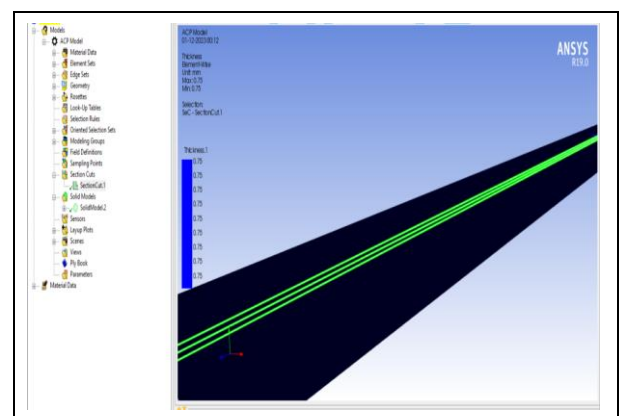 Models
ACP Model
Material Data
Element Sets
Edge Sets
Geometry
Rosettes
Look-Up Tables
Selection Rules
Oriented Selection Sets
Modeling Groups
Field Definitions
Sampling Points
Section Cuts
SectionCut.1
Solid Models
SolidModel.2
Sensors
Layup Plots
Scenes
Views
Ply Book
Parameters
Material Data
ACP Model
Thickness
Element-Wise
Unit: mm
Max: 0.75
Min: 0.75
Selection:
SeC - SectionCut.1
Thickness.1
0.75
0.75
0.75
0.75
0.75
0.75
0.75
0.75
ANSYS
R19.0